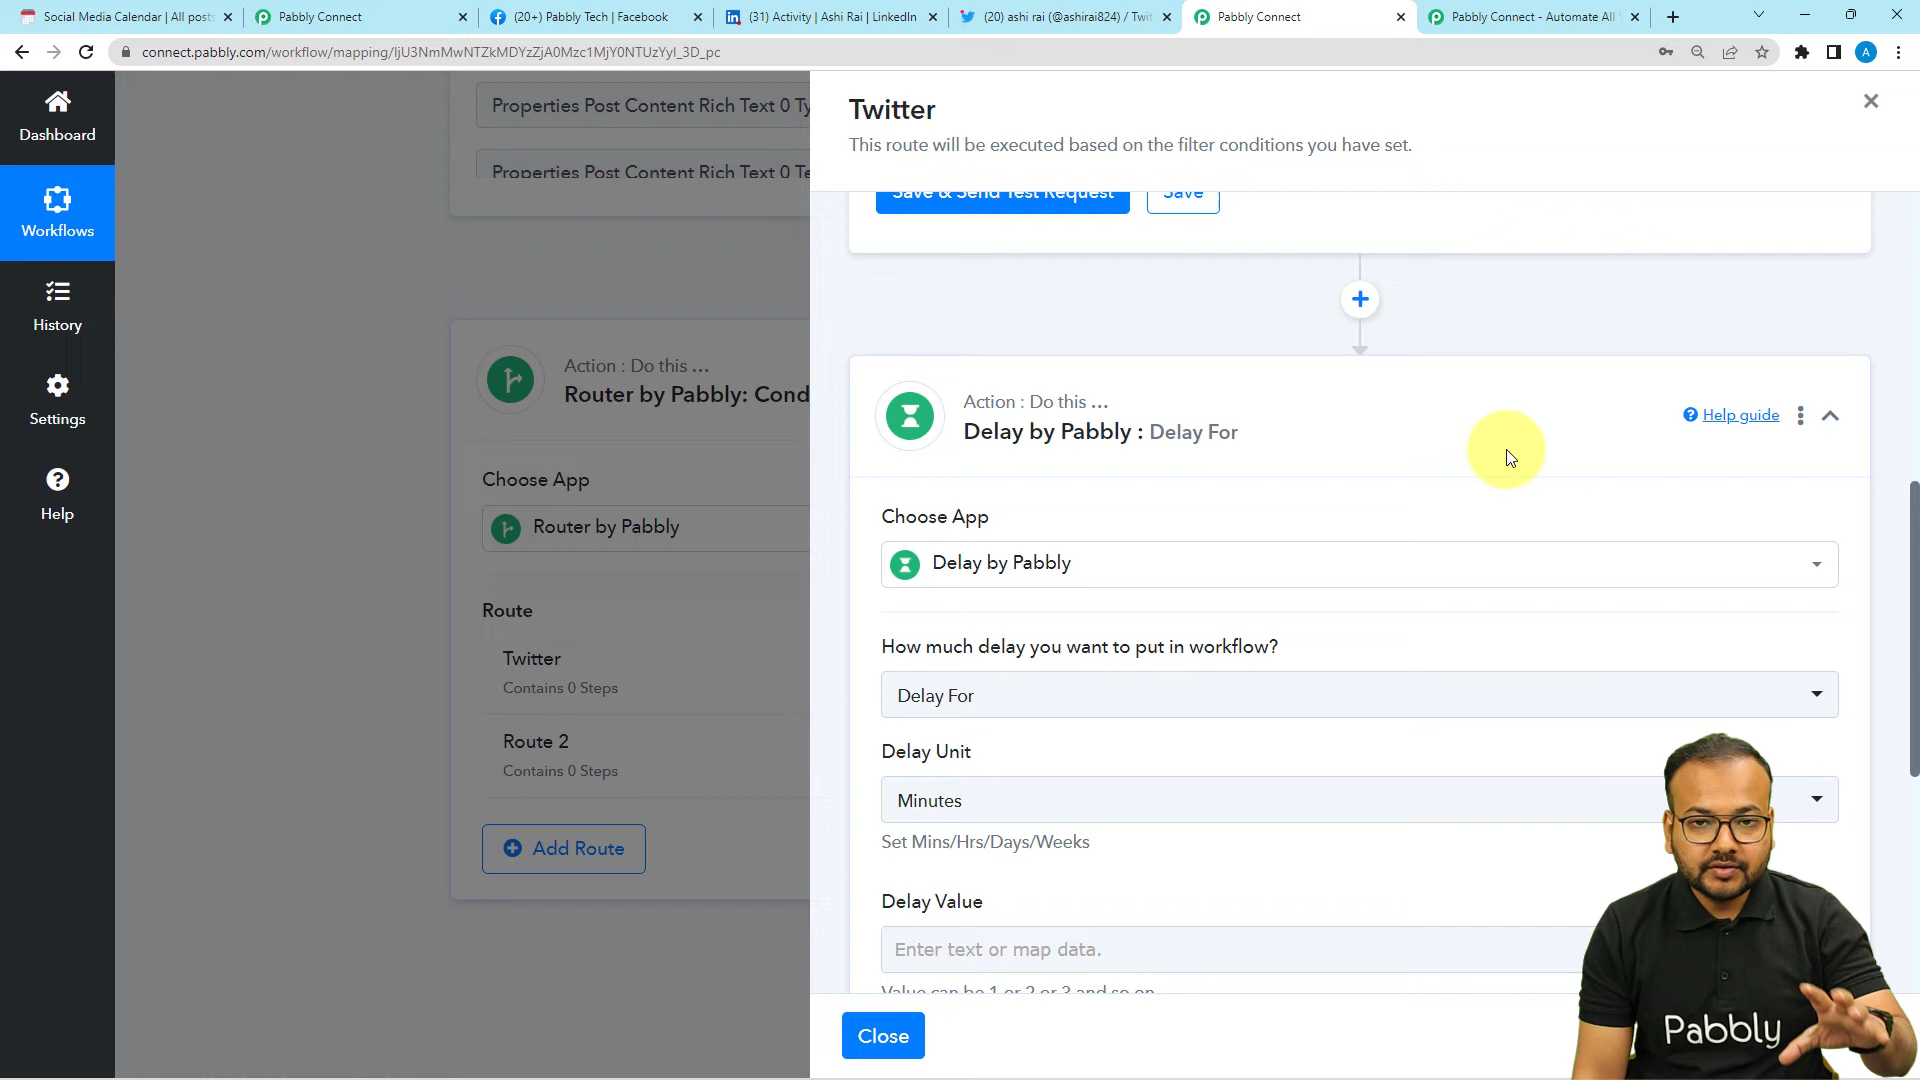 Social Media Calendar | All posts
Pabbly Connect
(20+) Pabbly Tech | Facebook
(31) Activity | Ashi Rai | LinkedIn
(20) ashi rai (@ashirai824) / Twit
Pabbly Connect
Pabbly Connect - Automate All
Dashboard
Workflows
History
Settings
Help
Properties Post Content Rich Text 0 Ty
Properties Post Content Rich Text 0 Te
Action : Do this ...
Router by Pabbly: Cond
Choose App
Router by Pabbly
Route
Twitter
Contains 0 Steps
Route 2
Contains 0 Steps
Add Route
Twitter
This route will be executed based on the filter conditions you have set.
Save & Send Test Request
Save
Action : Do this ...
Delay by Pabbly : Delay For
Help guide
Choose App
Delay by Pabbly
How much delay you want to put in workflow?
Delay For
Delay Unit
Minutes
Set Mins/Hrs/Days/Weeks
Delay Value
Enter text or map data.
Value can be 1 or 2 or 3 and so on
Close
Pabbly